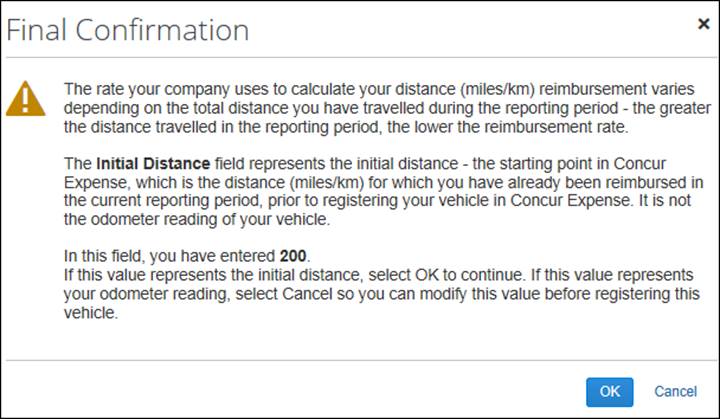 Final Confirmation
The rate your company uses to calculate your distance (miles/km) reimbursement varies
depending on the total distance you have travelled during the reporting period - the greater
the distance travelled in the reporting period, the lower the reimbursement rate.
The Initial Distance field represents the initial distance - the starting point in Concur
Expense, which is the distance (miles/km) for which you have already been reimbursed in
the current reporting period, prior to registering your vehicle in Concur Expense. It is not
the odometer reading of your vehicle.
In this field, you have entered 200.
If this value represents the initial distance, select OK to continue. If this value represents
your odometer reading, select Cancel so you can modify this value before registering this
vehicle.
OK Cancel